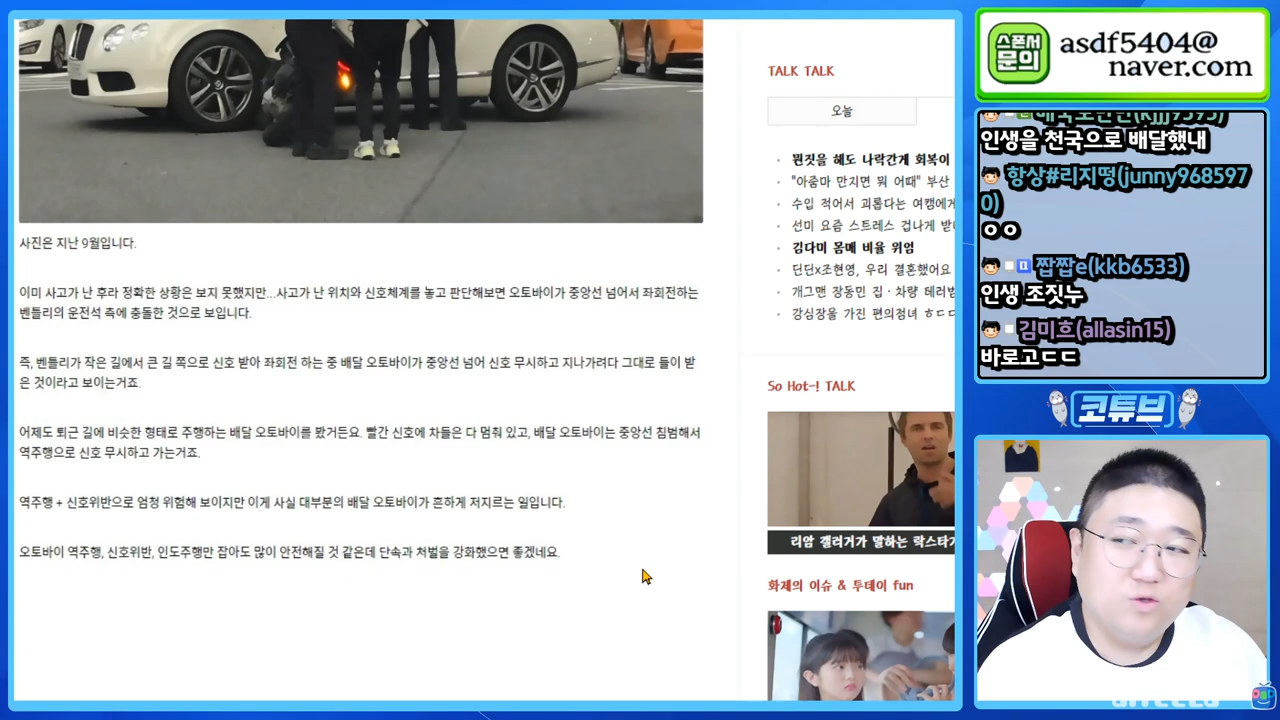 사진은 지난 9월입니다.
이미 사고가 난 후라 정확한 상황은 보지 못했지만...사고가 난 위치와 신호체계를 놓고 판단해보면 오토바이가 중앙선 넘어서 좌회전하는
벤틀리의 운전석 측에 충돌한 것으로 보입니다.
즉, 벤틀리가 작은 길에서 큰 길 쪽으로 신호 받아 좌회전 하는 중 배달 오토바이가 중앙선 넘어 신호 무시하고 지나가려다 그대로 들이 받
은 것이라고 보이는거죠.
어제도 퇴근 길에 비슷한 형태로 주행하는 배달 오토바이를 봤거든요. 빨간 신호에 차들은 다 멈춰 있고, 배달 오토바이는 중앙선 침범해서
역주행으로 신호 무시하고 가는거죠.
역주행 + 신호위반으로 엄청 위험해 보이지만 이게 사실 대부분의 배달 오토바이가 흔하게 저지르는 일입니다.
오토바이 역주행, 신호위반, 인도주행만 잡아도 많이 안전해질 것 같은데 단속과 처벌을 강화했으면 좋겠네요.
TALK TALK
오늘
뭔짓을 해도 나락간게 회복이
"아줌마 만지면 뭐 어때" 부산
수입 적어서 괴롭다는 여캠에게
선미 요즘 스트레스 겁나게 받
김다미 몸매 비율 위엄
딘딘x조현영, 우리 결혼했어요
개그맨 장동민 집·차량 테러범
강심장을 가진 편의점녀 ㅎㄷㄷ
So Hot-! TALK
리암 갤러거가 말하는 락스타
화제의 이슈 & 투데이 fun
스폰서
문의
asdf5404@
naver.com
인생을 천국으로 배달했내
항상#리지떵(junny968597
0)
ㅇㅇ
짭짭e(kkb6533)
인생 조짓누
김미흐(allasin15)
바로고ㄷㄷ
코튜브